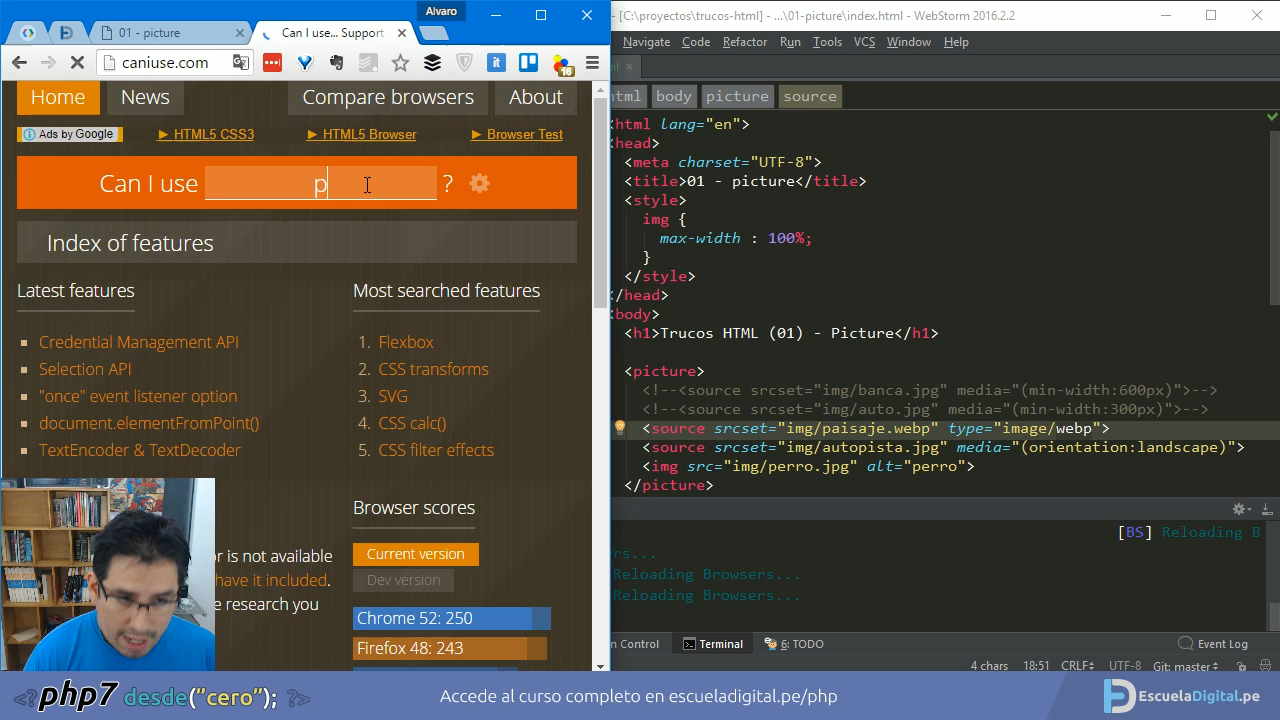 Alvaro
01 - picture
Can I use... Support
caniuse.com
it
16
Home
News
Compare browsers
About
Ads by Google
► HTML5 CSS3
► HTML5 Browser
► Browser Test
Can I use p ?
Index of features
Latest features
Credential Management API
Selection API
"once" event listener option
document.elementFromPoint()
TextEncoder & TextDecoder
Most searched features
1. Flexbox
2. CSS transforms
3. SVG
4. CSS calc()
5. CSS filter effects
Browser scores
Current version
Dev version
Chrome 52: 250
Firefox 48: 243
or is not available
have it included.
e research you
- [C:\proyectos\trucos-html] - ...\01-picture\index.html - WebStorm 2016.2.2
Navigate Code Refactor Run Tools VCS Window Help
html body picture source
<html lang="en">
<head>
<meta charset="UTF-8">
<title>01 - picture</title>
<style>
img {
max-width : 100%;
}
</style>
</head>
<body>
<h1>Trucos HTML (01) - Picture</h1>
<picture>
<!--<source srcset="img/banca.jpg" media="(min-width:600px)">-->
<!--<source srcset="img/auto.jpg" media="(min-width:300px)">-->
<source srcset="img/paisaje.webp" type="image/webp">
<source srcset="img/autopista.jpg" media="(orientation:landscape)">
<img src="img/perro.jpg" alt="perro">
</picture>
[BS] Reloading B
rs...
Reloading Browsers...
Reloading Browsers...
n Control
Terminal
6: TODO
Event Log
4 chars 18:51 CRLF UTF-8 Git: master
<? php7 desde("cero"); ?>
Accede al curso completo en escueladigital.pe/php
EscuelaDigital.pe